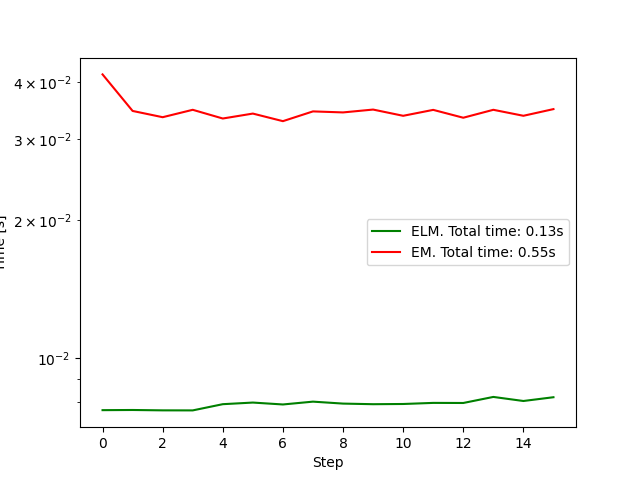 4 × 10⁻²
3 × 10⁻²
2 × 10⁻²
10⁻²
ELM. Total time: 0.13s
EM. Total time: 0.55s
0 2 4 6 8 10 12 14
Step